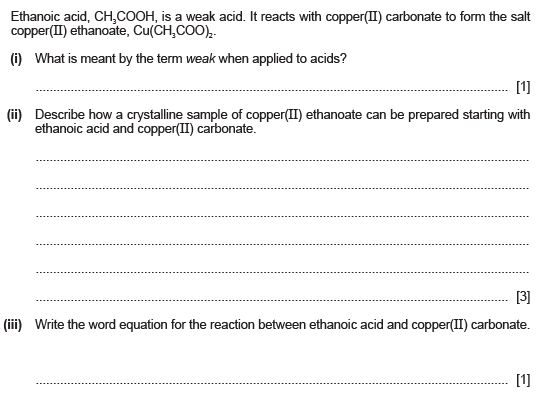 Ethanoic acid, CH₃COOH, is a weak acid. It reacts with copper(II) carbonate to form the salt
copper(II) ethanoate, Cu(CH₃COO)₂.
(i) What is meant by the term weak when applied to acids?
.............................................................................................................................. [1]
(ii) Describe how a crystalline sample of copper(II) ethanoate can be prepared starting with
ethanoic acid and copper(II) carbonate.
..............................................................................................................................
..............................................................................................................................
..............................................................................................................................
..............................................................................................................................
..............................................................................................................................
.............................................................................................................................. [3]
(iii) Write the word equation for the reaction between ethanoic acid and copper(II) carbonate.
.............................................................................................................................. [1]